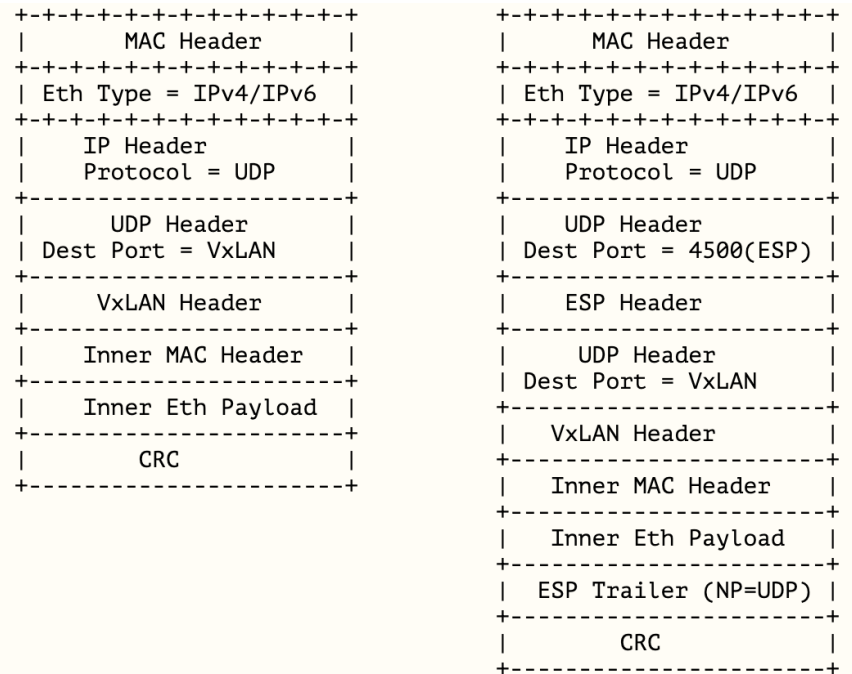 +-+-+-+-+-+-+-+-+-+-+-+-+
| MAC Header |
+-+-+-+-+-+-+-+-+-+-+-+-+
| Eth Type = IPv4/IPv6 |
+-+-+-+-+-+-+-+-+-+-+-+-+
| IP Header |
| Protocol = UDP |
+-----------------------+
| UDP Header |
| Dest Port = VxLAN |
+-----------------------+
| VxLAN Header |
+-----------------------+
| Inner MAC Header |
+-----------------------+
| Inner Eth Payload |
+-----------------------+
| CRC |
+-----------------------+
+-+-+-+-+-+-+-+-+-+-+-+-+
| MAC Header |
+-+-+-+-+-+-+-+-+-+-+-+-+
| Eth Type = IPv4/IPv6 |
+-+-+-+-+-+-+-+-+-+-+-+-+
| IP Header |
| Protocol = UDP |
+-----------------------+
| UDP Header |
| Dest Port = 4500(ESP) |
+-----------------------+
| ESP Header |
+-----------------------+
| UDP Header |
| Dest Port = VxLAN |
+-----------------------+
| VxLAN Header |
+-----------------------+
| Inner MAC Header |
+-----------------------+
| Inner Eth Payload |
+-----------------------+
| ESP Trailer (NP=UDP) |
+-----------------------+
| CRC |
+-----------------------+